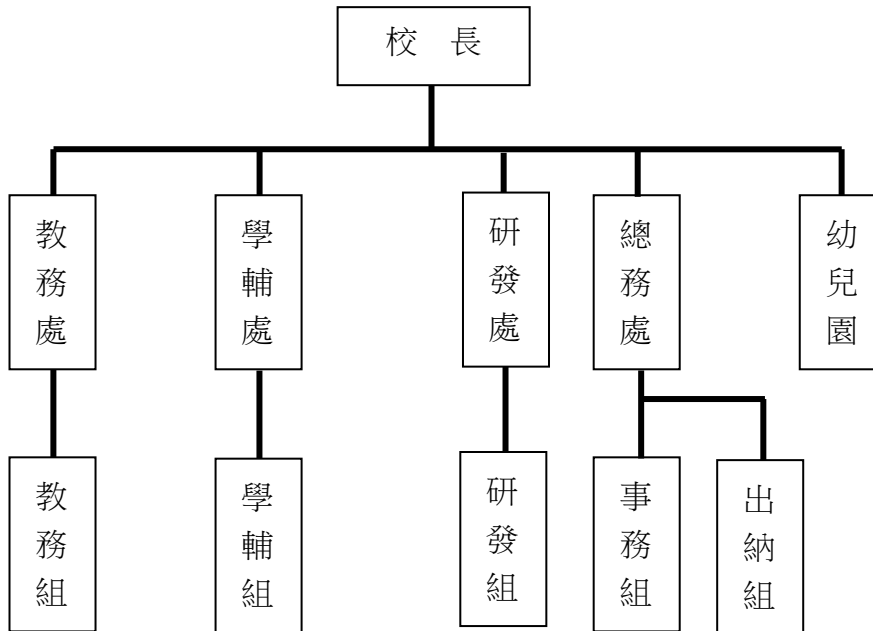 校　長
教務處
學輔處
研發處
總務處
幼兒園
教務組
學輔組
研發組
事務組
出納組